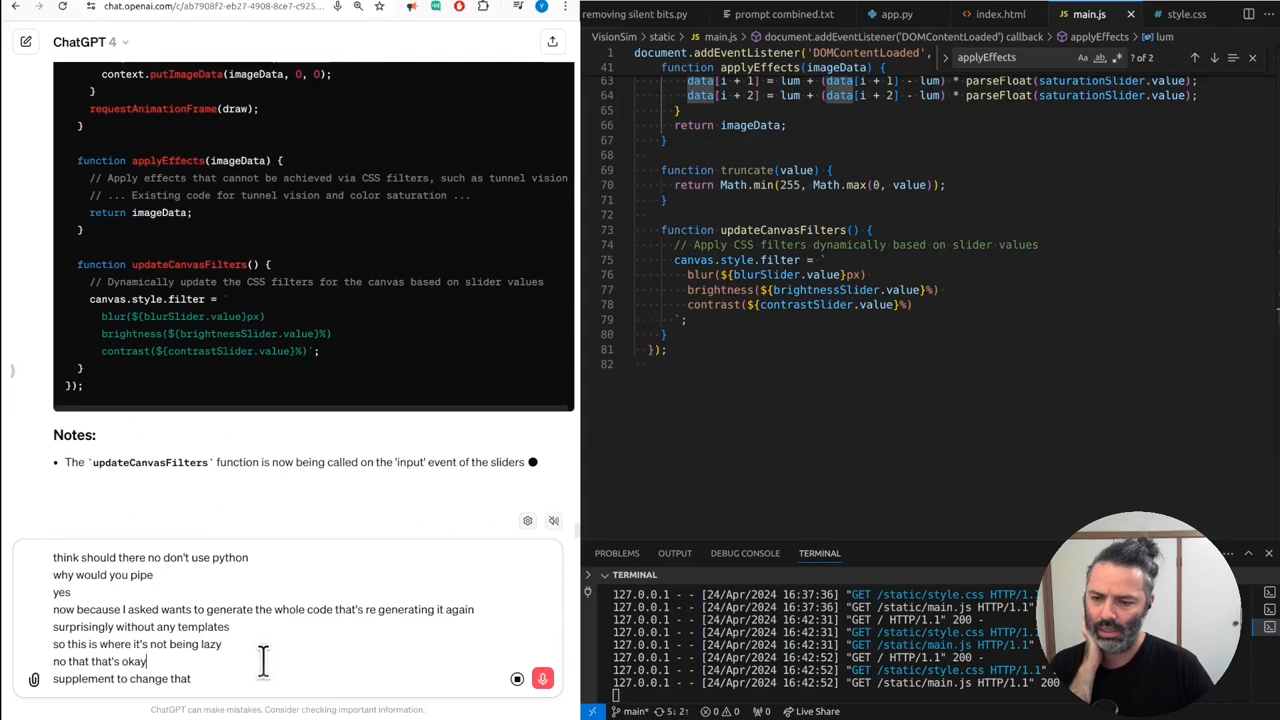 chat.openai.com/c/ab7908f2-eb27-4908-8ce7-c925...
ChatGPT 4
context.putImageData(imageData, 0, 0);
}
requestAnimationFrame(draw);
}
function applyEffects(imageData) {
// Apply effects that cannot be achieved via CSS filters, such as tunnel vision
// ... Existing code for tunnel vision and color saturation ...
return imageData;
}
function updateCanvasFilters() {
// Dynamically update the CSS filters for the canvas based on slider values
canvas.style.filter = `
blur(${blurSlider.value}px)
brightness(${brightnessSlider.value}%)
contrast(${contrastSlider.value}%)`;
}
});
Notes:
• The `updateCanvasFilters` function is now being called on the 'input' event of the sliders
think should there no don't use python
why would you pipe
yes
now because I asked wants to generate the whole code that's re generating it again
surprisingly without any templates
so this is where it's not being lazy
no that that's okay
supplement to change that
ChatGPT can make mistakes. Consider checking important information.
removing silent bits.py prompt combined.txt app.py index.html main.js style.css
VisionSim > static > main.js > document.addEventListener('DOMContentLoaded') callback > applyEffects > lum
1 document.addEventListener('DOMContentLoaded',
applyEffects Aa ab ? of 2
41 function applyEffects(imageData) {
63 data[i + 1] = lum + (data[i + 1] - lum) * parseFloat(saturationSlider.value);
64 data[i + 2] = lum + (data[i + 2] - lum) * parseFloat(saturationSlider.value);
65 }
66 return imageData;
67 }
68
69 function truncate(value) {
70 return Math.min(255, Math.max(0, value));
71 }
72
73 function updateCanvasFilters() {
74 // Apply CSS filters dynamically based on slider values
75 canvas.style.filter = `
76 blur(${blurSlider.value}px)
77 brightness(${brightnessSlider.value}%)
78 contrast(${contrastSlider.value}%)
79 `;
80 }
81 });
82
PROBLEMS OUTPUT DEBUG CONSOLE TERMINAL
TERMINAL
127.0.0.1 - - [24/Apr/2024 16:37:36] "GET /static/style.css HTTP/1.
127.0.0.1 - - [24/Apr/2024 16:37:36] "GET /static/main.js HTTP/1.1"
127.0.0.1 - - [24/Apr/2024 16:42:52] "GET / HTTP/1.1" 200 -
127.0.0.1 - - [24/Apr/2024 16:42:52] "GET /static/style.css HTTP/1.
127.0.0.1 - - [24/Apr/2024 16:42:52] "GET /static/main.js HTTP/1.1"
127.0.0.1 - - [24/Apr/2024 16:42:52] "GET / HTTP/1.1" 200 -
127.0.0.1 - - [24/Apr/2024 16:42:52] "GET /static/style.css HTTP/1
127.0.0.1 - - [24/Apr/2024 16:42:52] "GET /static/main.js HTTP/1.1" 200
main* 5↓ 2↑ 0 0 0 Live Share